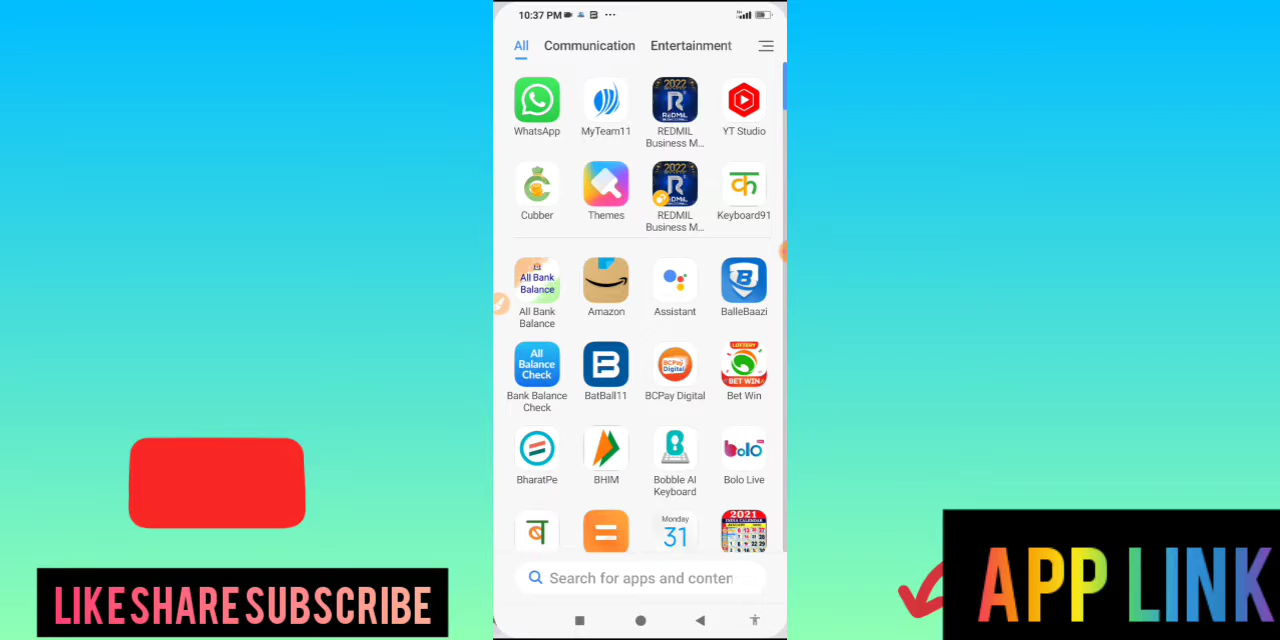 10:37 PM
All Communication Entertainment
WhatsApp
MyTeam11
2022
R
REDMIL
REDMIL
Business M...
YT Studio
Cubber
Themes
2022
R
REDMIL
Business M...
क
Keyboard91
All Bank
Balance
All Bank
Balance
Amazon
Assistant
B
BalleBaazi
All
Balance
Check
Bank Balance
Check
B
BatBall11
BCPay
Digital
BCPay Digital
LOTTERY
BET WIN
Bet Win
BharatPe
BHIM
Bobble AI
Keyboard
bolo
Bolo Live
Monday
31
2021
INDIA CALENDAR
Search for apps and conten
LIKE SHARE SUBSCRIBE
APP LINK